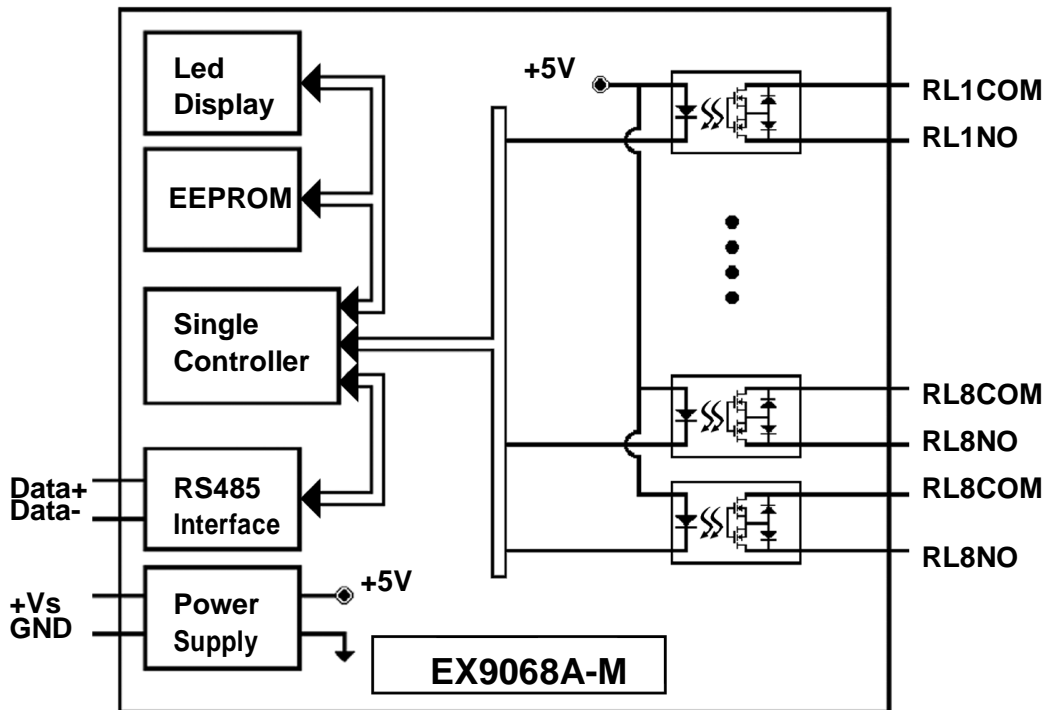 Led
Display
EEPROM
Single
Controller
RS485
Interface
Power
Supply
Data+
Data-
+Vs
GND
+5V
+5V
RL1COM
RL1NO
RL8COM
RL8NO
RL8COM
RL8NO
EX9068A-M